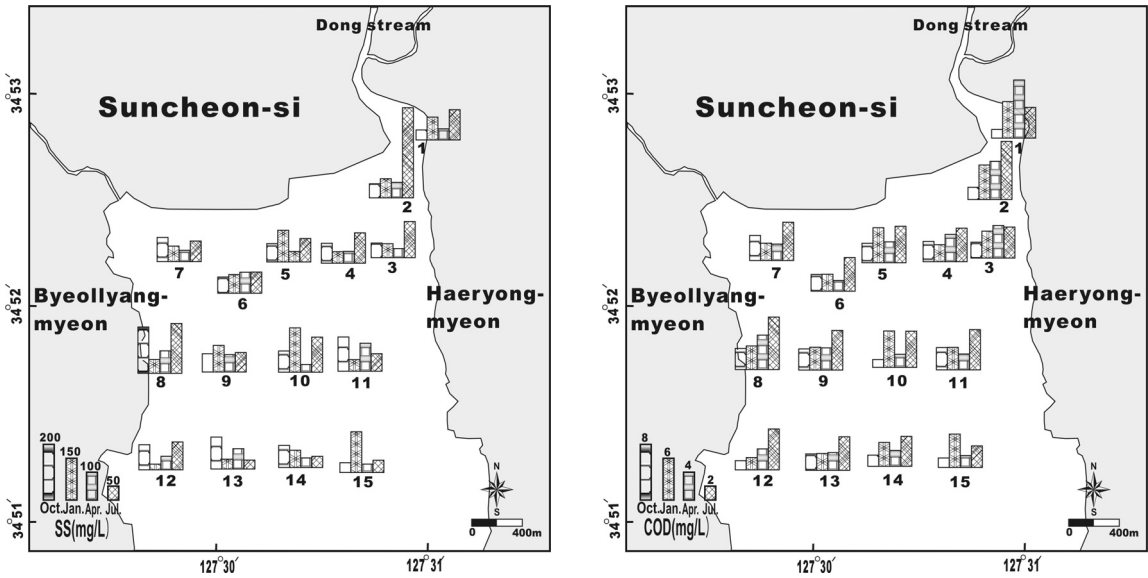 Dong stream
34°53′
Suncheon-si
1
2
7
5
4
3
6
34°52′
Byeollyang-
myeon
Haeryong-
myeon
8
9
10
11
200
150
100
50
12
13
14
15
Oct. Jan. Apr. Jul.
SS(mg/L)
N
S
0 400m
34°51′
127°30′
127°31′
Dong stream
34°53′
Suncheon-si
1
2
7
5
4
3
6
34°52′
Byeollyang-
myeon
Haeryong-
myeon
8
9
10
11
8
6
4
2
12
13
14
15
Oct. Jan. Apr. Jul.
COD(mg/L)
N
S
0 400m
34°51′
127°30′
127°31′